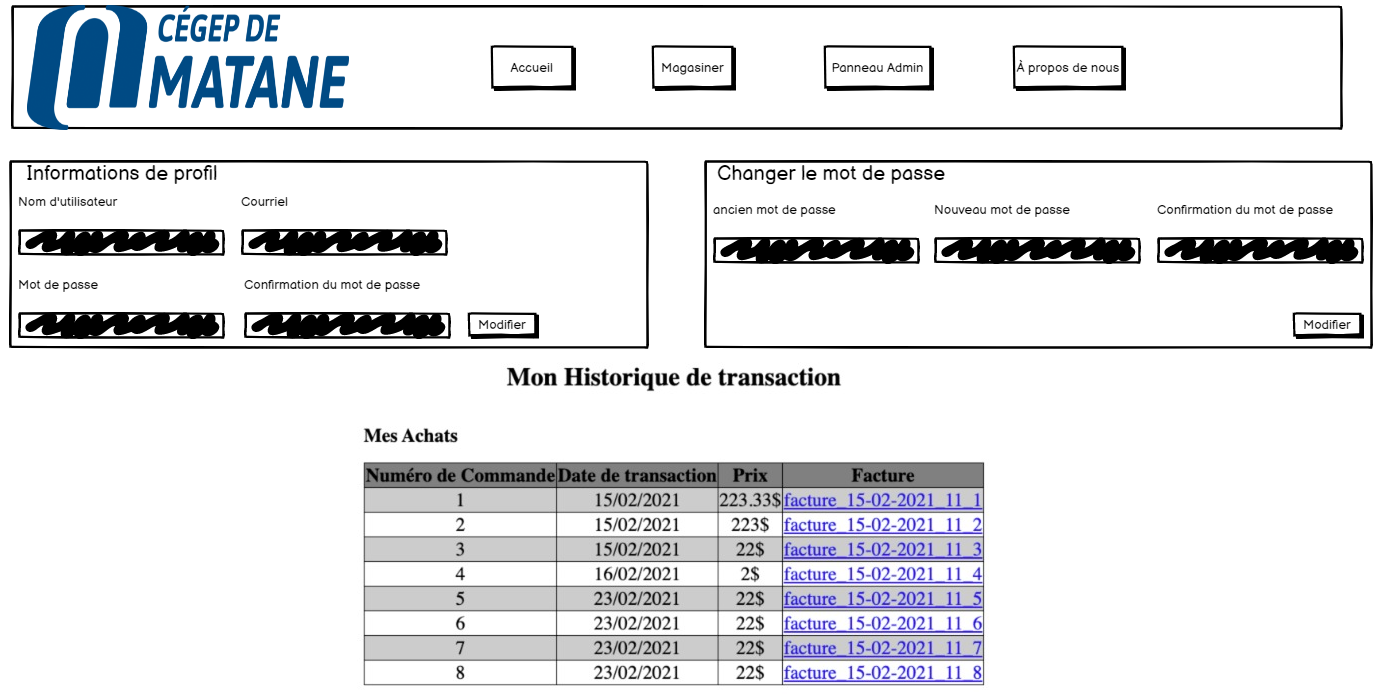 CÉGEP DE
MATANE
Accueil
Magasiner
Panneau Admin
À propos de nous
Informations de profil
Nom d'utilisateur Courriel
Mot de passe Confirmation du mot de passe
Modifier
Changer le mot de passe
ancien mot de passe Nouveau mot de passe Confirmation du mot de passe
Modifier
Mon Historique de transaction
Mes Achats
Numéro de Commande Date de transaction Prix Facture
1 15/02/2021 223.33$ facture_15-02-2021_11_1
2 15/02/2021 223$ facture_15-02-2021_11_2
3 15/02/2021 22$ facture_15-02-2021_11_3
4 16/02/2021 2$ facture_15-02-2021_11_4
5 23/02/2021 22$ facture_15-02-2021_11_5
6 23/02/2021 22$ facture_15-02-2021_11_6
7 23/02/2021 22$ facture_15-02-2021_11_7
8 23/02/2021 22$ facture_15-02-2021_11_8